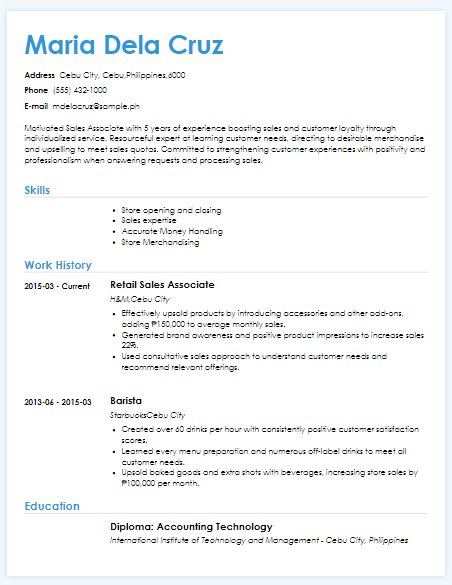 Maria Dela Cruz
Address  Cebu City, Cebu,Philippines,6000
Phone  (555) 432-1000
E-mail  mdelacruz@sample.ph
Motivated Sales Associate with 5 years of experience boosting sales and customer loyalty through
individualized service. Resourceful expert at learning customer needs, directing to desirable merchandise
and upselling to meet sales quotas. Committed to strengthening customer experiences with positivity and
professionalism when answering requests and processing sales.
Skills
• Store opening and closing
• Sales expertise
• Accurate Money Handling
• Store Merchandising
Work History
2015-03 - Current
Retail Sales Associate
H&M,Cebu City
• Effectively upsold products by introducing accessories and other add-ons,
adding ₱150,000 to average monthly sales.
• Generated brand awareness and positive product impressions to increase sales
22%.
• Used consultative sales approach to understand customer needs and
recommend relevant offerings.
2013-06 - 2015-03
Barista
StarbucksCebu City
• Created over 60 drinks per hour with consistently positive customer satisfaction
scores.
• Learned every menu preparation and numerous off-label drinks to meet all
customer needs.
• Upsold baked goods and extra shots with beverages, increasing store sales by
₱100,000 per month.
Education
Diploma: Accounting Technology
International Institute of Technology and Management - Cebu City, Philippines